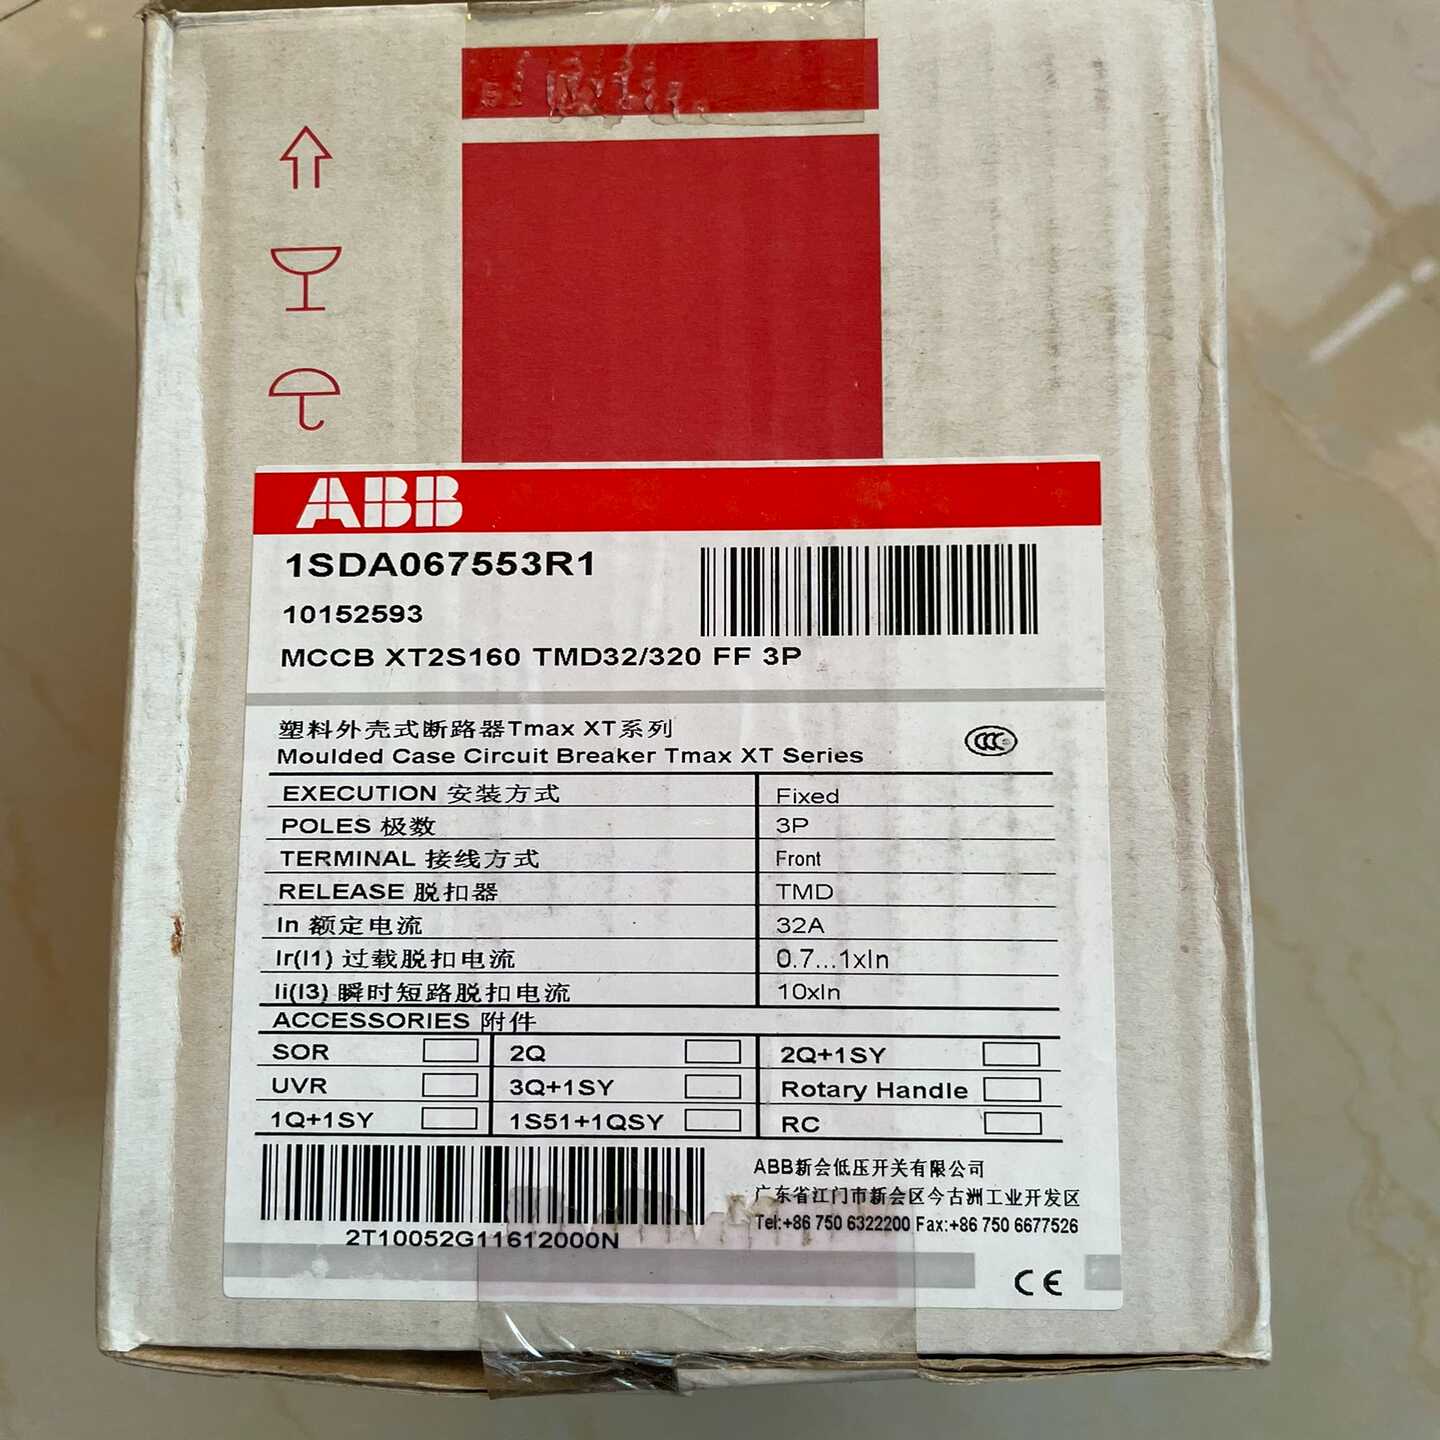 ABB
1SDA067553R1
10152593
MCCB XT2S160 TMD32/320 FF 3P
塑料外壳式断路器Tmax XT系列
Moulded Case Circuit Breaker Tmax XT Series
CCC
EXECUTION 安装方式 Fixed
POLES 极数 3P
TERMINAL 接线方式 Front
RELEASE 脱扣器 TMD
In 额定电流 32A
Ir(I1) 过载脱扣电流 0.7...1xIn
Ii(I3) 瞬时短路脱扣电流 10xIn
ACCESSORIES 附件
SOR 2Q 2Q+1SY
UVR 3Q+1SY Rotary Handle
1Q+1SY 1S51+1QSY RC
ABB新会低压开关有限公司
广东省江门市新会区今古洲工业开发区
Tel:+86 750 6322200 Fax:+86 750 6677526
2T10052G11612000N
CE